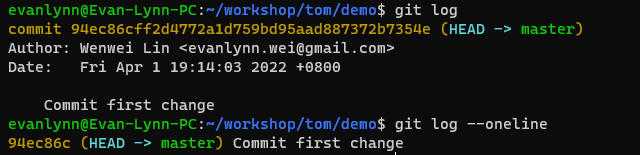 evanlynn@Evan-Lynn-PC:~/workshop/tom/demo$ git log
commit 94ec86cff2d4772a1d759bd95aad887372b7354e (HEAD -> master)
Author: Wenwei Lin <evanlynn.wei@gmail.com>
Date:   Fri Apr 1 19:14:03 2022 +0800
    Commit first change
evanlynn@Evan-Lynn-PC:~/workshop/tom/demo$ git log --oneline
94ec86c (HEAD -> master) Commit first change